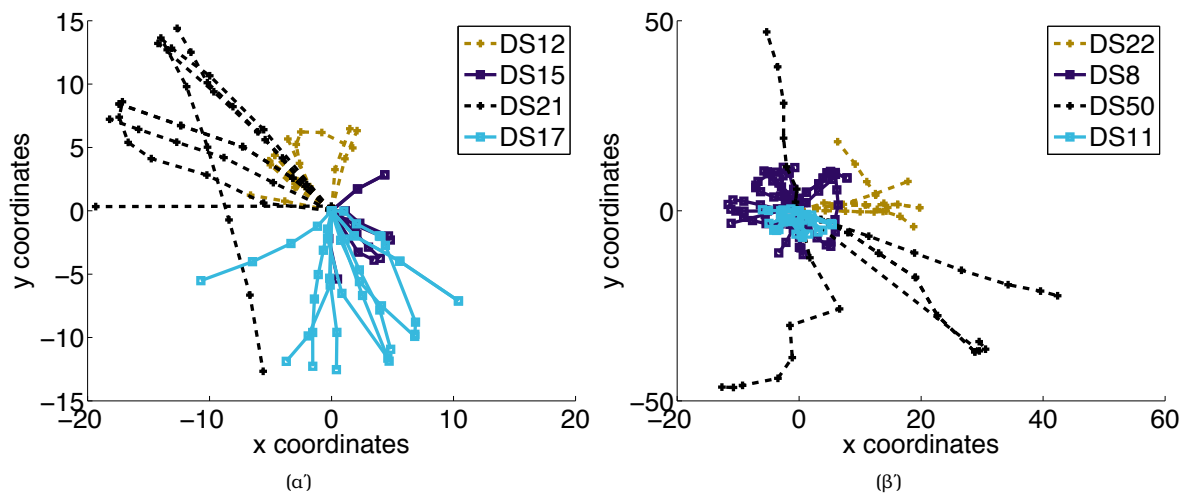 15
10
5
0
−5
−10
−15
−20
−10
0
10
20
x coordinates
y coordinates
DS12
DS15
DS21
DS17
(α′)
50
0
−50
−20
0
20
40
60
x coordinates
y coordinates
DS22
DS8
DS50
DS11
(β′)